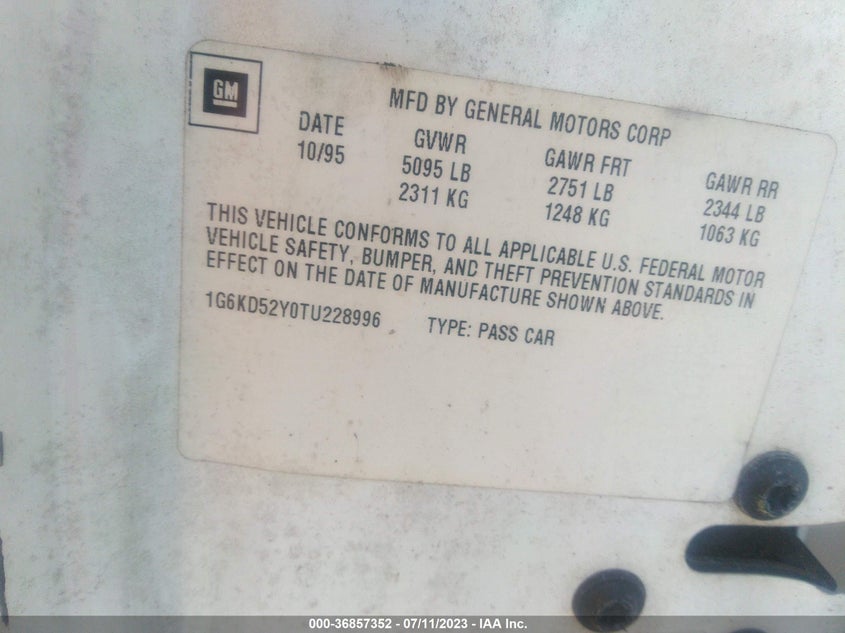 GM
MFD BY GENERAL MOTORS CORP
DATE GVWR GAWR FRT GAWR RR
10/95 5095 LB 2751 LB 2344 LB
2311 KG 1248 KG 1063 KG
THIS VEHICLE CONFORMS TO ALL APPLICABLE U.S. FEDERAL MOTOR
VEHICLE SAFETY, BUMPER, AND THEFT PREVENTION STANDARDS IN
EFFECT ON THE DATE OF MANUFACTURE SHOWN ABOVE.
1G6KD52Y0TU228996 TYPE: PASS CAR
000-36857352 - 07/11/2023 - IAA Inc.